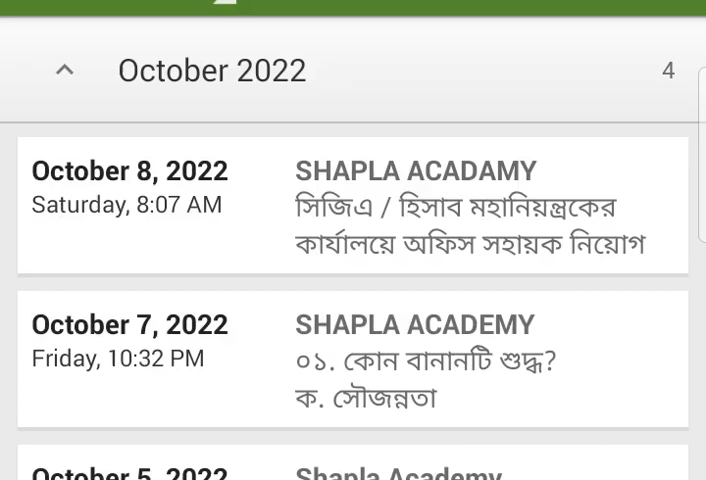 October 2022
4
October 8, 2022
Saturday, 8:07 AM
SHAPLA ACADAMY
সিজিএ / হিসাব মহানিয়ন্ত্রকের
কার্যালয়ে অফিস সহায়ক নিয়োগ
October 7, 2022
Friday, 10:32 PM
SHAPLA ACADEMY
০১. কোন বানানটি শুদ্ধ?
ক. সৌজন্নতা
October 5, 2022
Shapla Academy